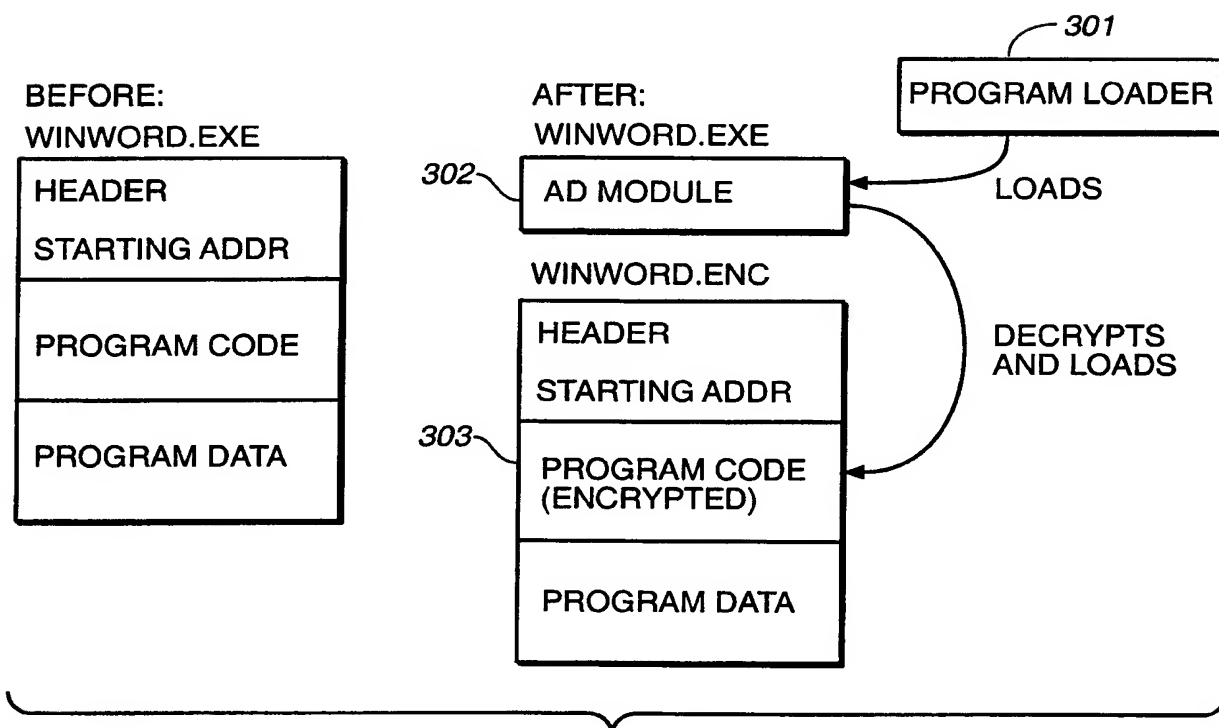 BEFORE:
WINWORD.EXE
HEADER
STARTING ADDR
PROGRAM CODE
PROGRAM DATA
AFTER:
WINWORD.EXE
302
AD MODULE
301
PROGRAM LOADER
LOADS
WINWORD.ENC
HEADER
STARTING ADDR
303
PROGRAM CODE
(ENCRYPTED)
PROGRAM DATA
DECRYPTS
AND LOADS